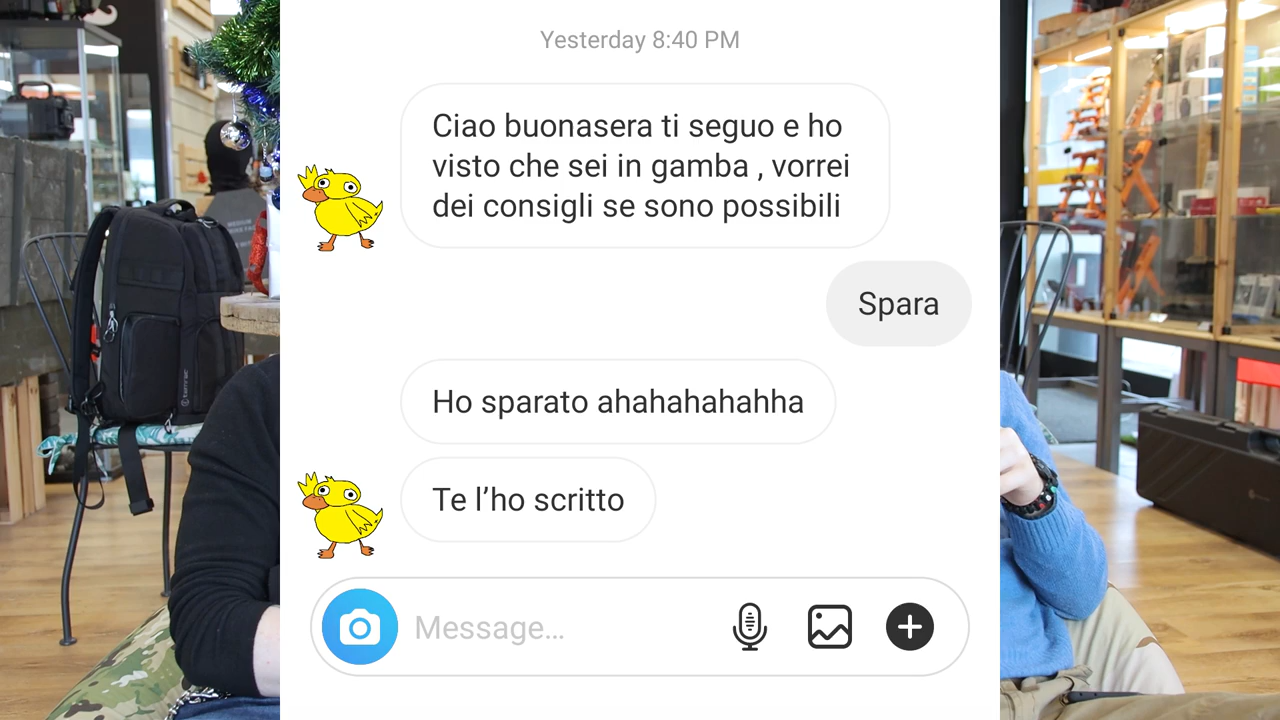 Yesterday 8:40 PM
Ciao buonasera ti seguo e ho
visto che sei in gamba , vorrei
dei consigli se sono possibili
Spara
Ho sparato ahahahahahha
Te l’ho scritto
Message...